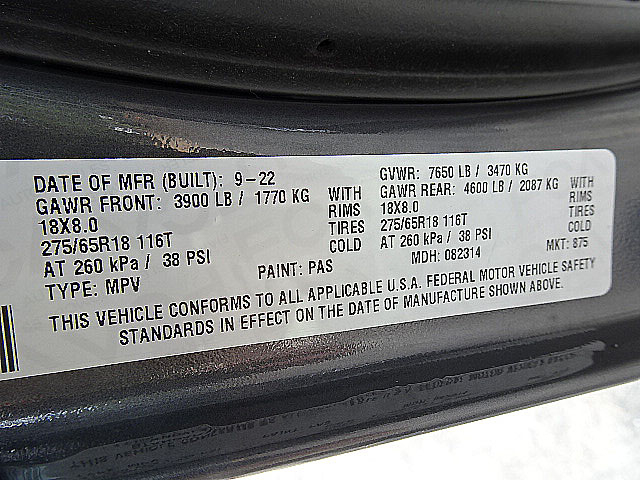 DATE OF MFR (BUILT): 9-22 GVWR: 7650 LB / 3470 KG
GAWR FRONT: 3900 LB / 1770 KG WITH GAWR REAR: 4600 LB / 2087 KG WITH
18X8.0 RIMS 18X8.0 RIMS
275/65R18 116T TIRES 275/65R18 116T TIRES
AT 260 kPa / 38 PSI COLD AT 260 kPa / 38 PSI COLD
MDH: 082314 MKT: 875
TYPE: MPV PAINT: PAS
THIS VEHICLE CONFORMS TO ALL APPLICABLE U.S.A. FEDERAL MOTOR VEHICLE SAFETY
STANDARDS IN EFFECT ON THE DATE OF MANUFACTURE SHOWN ABOVE.